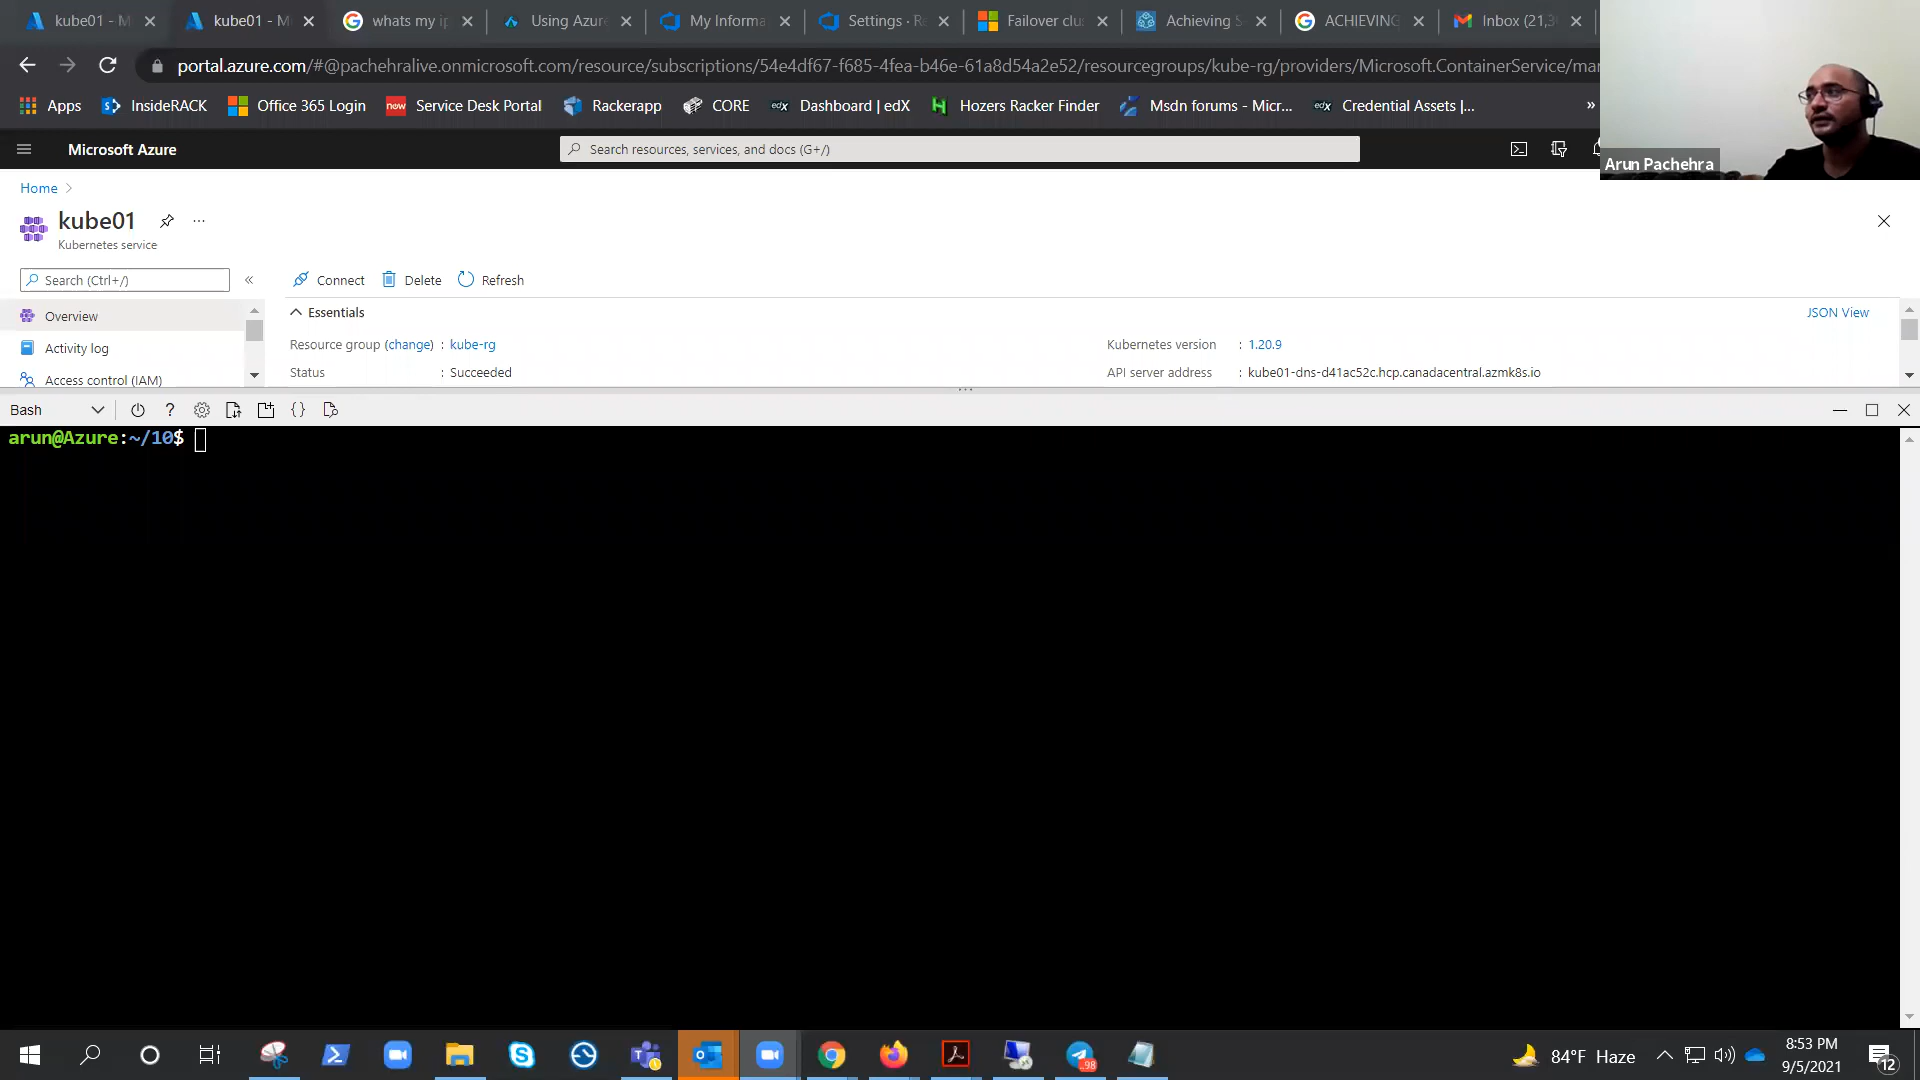 kube01 - M
kube01 - M
whats my ip
Using Azure
My Informa
Settings · R
Failover clu
Achieving S
ACHIEVING
Inbox (21,3
portal.azure.com/#@pachehralive.onmicrosoft.com/resource/subscriptions/54e4df67-f685-4fea-b46e-61a8d54a2e52/resourcegroups/kube-rg/providers/Microsoft.ContainerService/ma
Apps
InsideRACK
Office 365 Login
now
Service Desk Portal
Rackerapp
CORE
edX
Dashboard | edX
Hozers Racker Finder
Msdn forums - Micr...
edX
Credential Assets |...
»
Microsoft Azure
Search resources, services, and docs (G+/)
Arun Pachehra
Home
kube01
...
Kubernetes service
Search (Ctrl+/)
«
Connect
Delete
Refresh
Overview
Essentials
JSON View
Activity log
Resource group (change) : kube-rg
Kubernetes version : 1.20.9
Access control (IAM)
Status : Succeeded
API server address : kube01-dns-d41ac52c.hcp.canadacentral.azmk8s.io
Bash
?
{}
arun@Azure:~/10$
98
84°F Haze
8:53 PM
9/5/2021
12